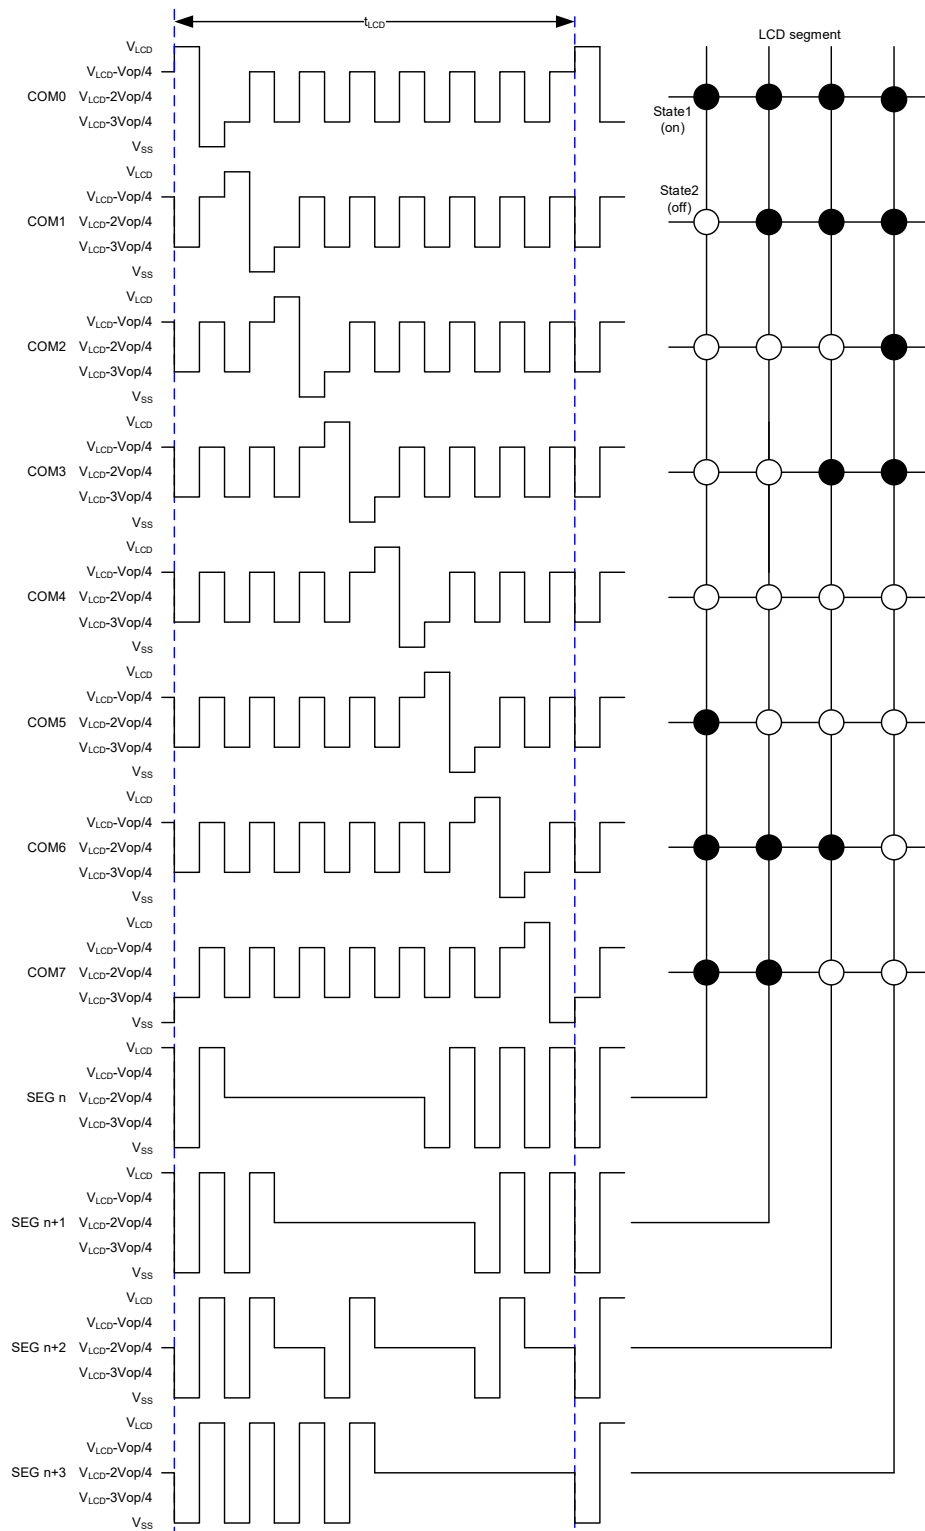 tLCD
LCD segment
VLCD
VLCD-Vop/4
COM0 VLCD-2Vop/4
VLCD-3Vop/4
VSS
State1
(on)
VLCD
VLCD-Vop/4
COM1 VLCD-2Vop/4
VLCD-3Vop/4
VSS
State2
(off)
VLCD
VLCD-Vop/4
COM2 VLCD-2Vop/4
VLCD-3Vop/4
VSS
VLCD
VLCD-Vop/4
COM3 VLCD-2Vop/4
VLCD-3Vop/4
VSS
VLCD
VLCD-Vop/4
COM4 VLCD-2Vop/4
VLCD-3Vop/4
VSS
VLCD
VLCD-Vop/4
COM5 VLCD-2Vop/4
VLCD-3Vop/4
VSS
VLCD
VLCD-Vop/4
COM6 VLCD-2Vop/4
VLCD-3Vop/4
VSS
VLCD
VLCD-Vop/4
COM7 VLCD-2Vop/4
VLCD-3Vop/4
VSS
VLCD
VLCD-Vop/4
SEG n VLCD-2Vop/4
VLCD-3Vop/4
VSS
VLCD
VLCD-Vop/4
SEG n+1 VLCD-2Vop/4
VLCD-3Vop/4
VSS
VLCD
VLCD-Vop/4
SEG n+2 VLCD-2Vop/4
VLCD-3Vop/4
VSS
VLCD
VLCD-Vop/4
SEG n+3 VLCD-2Vop/4
VLCD-3Vop/4
VSS